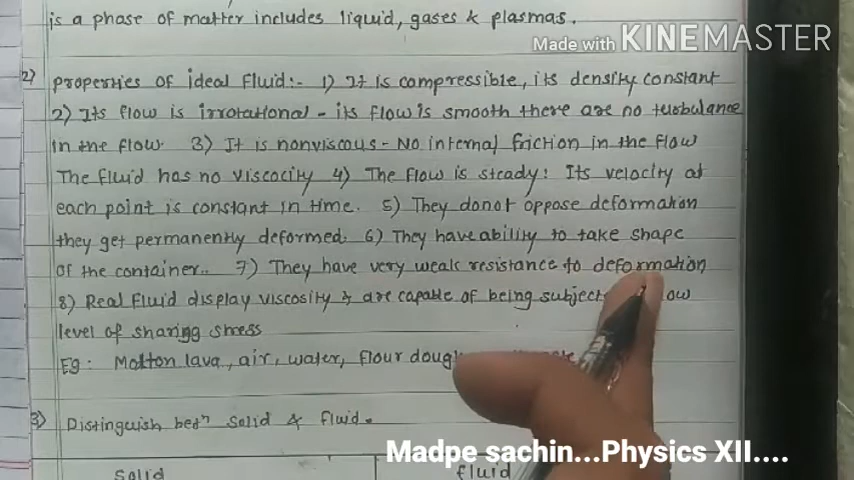 is a phase of matter includes liquid, gases & plasmas.
Made with KINEMASTER
2) properties of ideal fluid:- 1) It is compressible, its density constant
2) Its flow is irrotational - its flow is smooth there are no turbulance
in the flow. 3) It is nonviscous - No internal friction in the flow
The fluid has no viscocity 4) The flow is steady: Its velocity at
each point is constant in time. 5) They donot oppose deformation
they get permanently deformed. 6) They have ability to take shape
of the container.. 7) They have very weak resistance to deformation
8) Real fluid display viscosity & are capable of being subject ow
level of sharing stress
Eg: Molton lava, air, water, flour dough
3) Distinguish betn solid & fluid.
Madpe sachin...Physics XII....
solid fluid